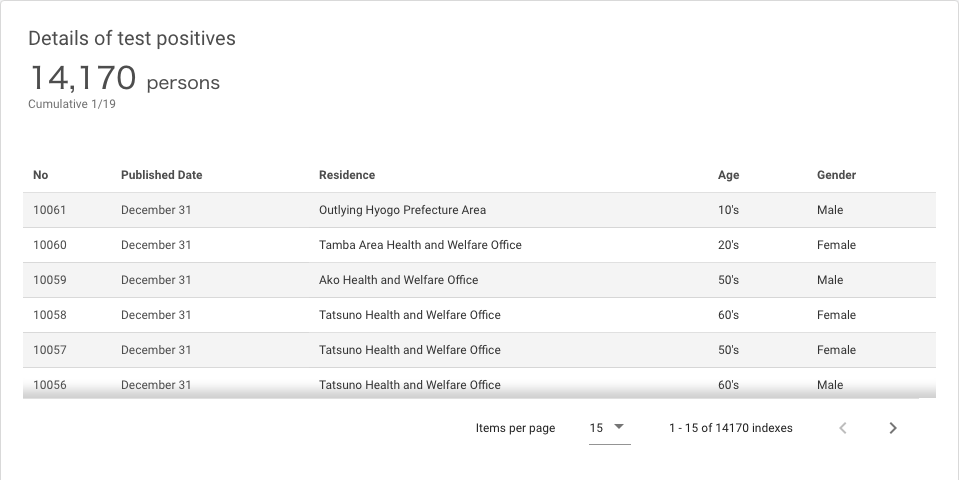 Details of test positives
14,170 persons
Cumulative 1/19
No Published Date Residence Age Gender
10061 December 31 Outlying Hyogo Prefecture Area 10's Male
10060 December 31 Tamba Area Health and Welfare Office 20's Female
10059 December 31 Ako Health and Welfare Office 50's Male
10058 December 31 Tatsuno Health and Welfare Office 60's Female
10057 December 31 Tatsuno Health and Welfare Office 50's Female
10056 December 31 Tatsuno Health and Welfare Office 60's Male
Items per page 15 1 - 15 of 14170 indexes